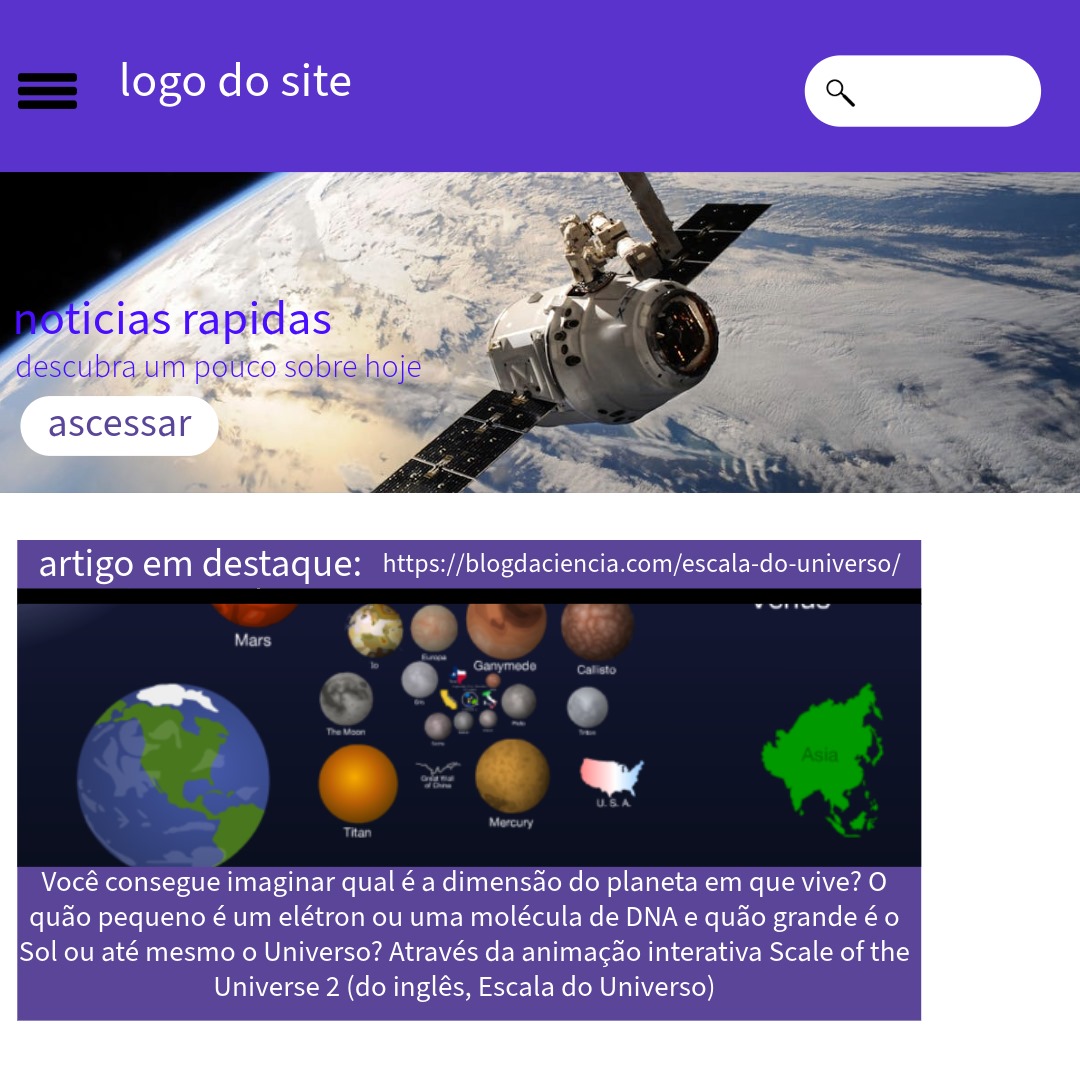 logo do site
noticias rapidas
descubra um pouco sobre hoje
ascessar
artigo em destaque: https://blogdaciencia.com/escala-do-universo/
Venus
Mars
Io
Europa
Ganymede
Callisto
Eris
The Moon
Pluto
Triton
Asia
Great Wall
of China
U. S. A.
Titan
Mercury
Você consegue imaginar qual é a dimensão do planeta em que vive? O
quão pequeno é um elétron ou uma molécula de DNA e quão grande é o
Sol ou até mesmo o Universo? Através da animação interativa Scale of the
Universe 2 (do inglês, Escala do Universo)